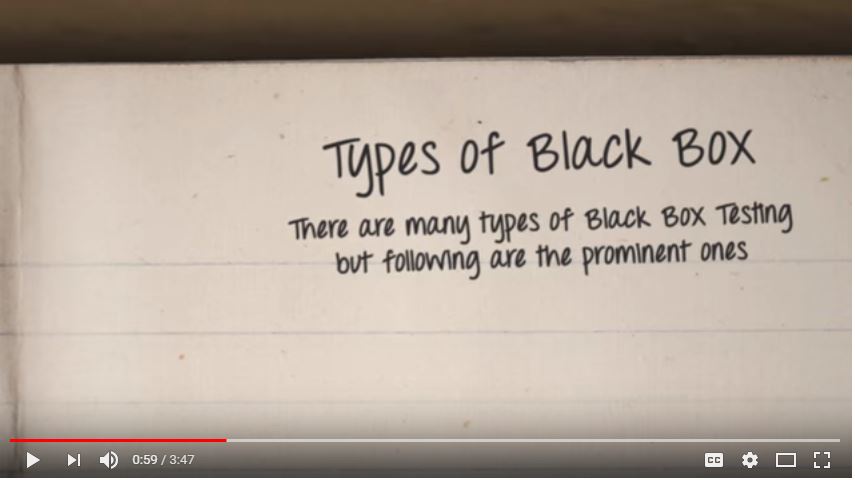 Types of Black Box
There are many types of Black Box Testing
but following are the prominent ones
0:59 / 3:47
CC